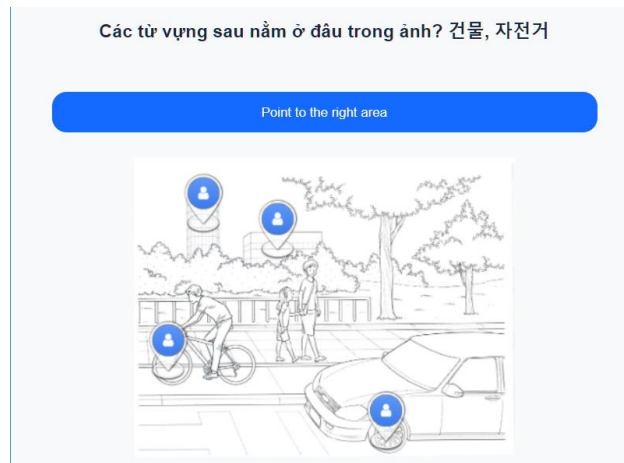 Các từ vựng sau nằm ở đâu trong ảnh? 건물, 자전거
Point to the right area